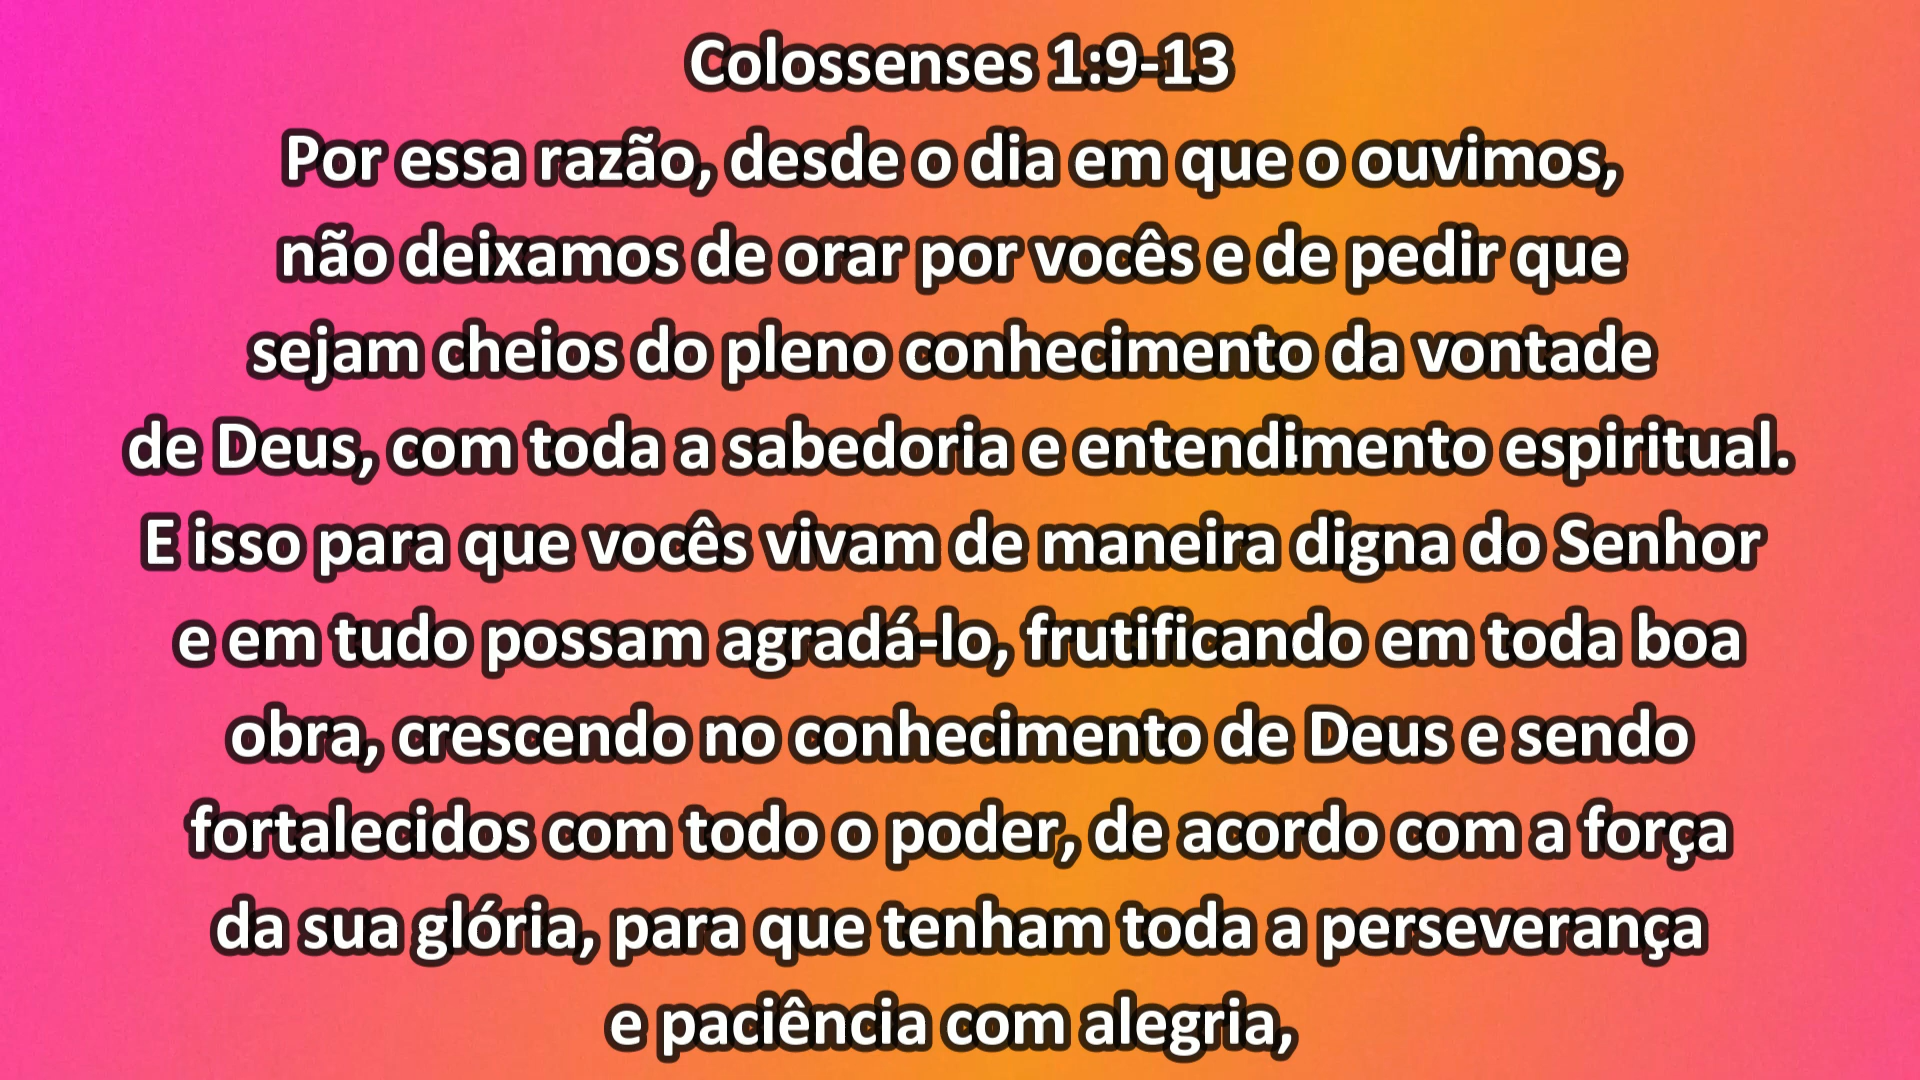 Colossenses 1:9-13
Por essa razão, desde o dia em que o ouvimos,
não deixamos de orar por vocês e de pedir que
sejam cheios do pleno conhecimento da vontade
de Deus, com toda a sabedoria e entendimento espiritual.
E isso para que vocês vivam de maneira digna do Senhor
e em tudo possam agradá-lo, frutificando em toda boa
obra, crescendo no conhecimento de Deus e sendo
fortalecidos com todo o poder, de acordo com a força
da sua glória, para que tenham toda a perseverança
e paciência com alegria,